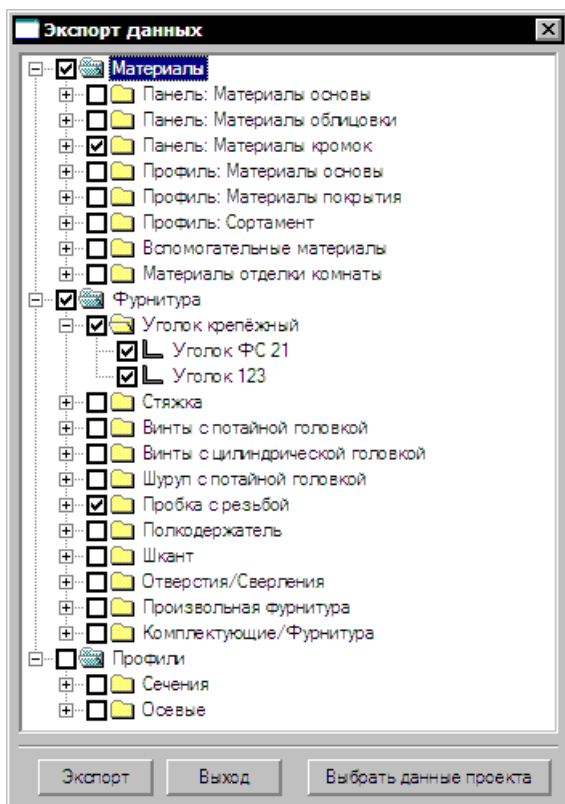 Экспорт данных
Материалы
Панель: Материалы основы
Панель: Материалы облицовки
Панель: Материалы кромок
Профиль: Материалы основы
Профиль: Материалы покрытия
Профиль: Сортамент
Вспомогательные материалы
Материалы отделки комнаты
Фурнитура
Уголок крепёжный
Уголок ФС 21
Уголок 123
Стяжка
Винты с потайной головкой
Винты с цилиндрической головкой
Шуруп с потайной головкой
Пробка с резьбой
Полкодержатель
Шкант
Отверстия/Сверления
Произвольная фурнитура
Комплектующие/Фурнитура
Профили
Сечения
Осевые
Экспорт Выход Выбрать данные проекта